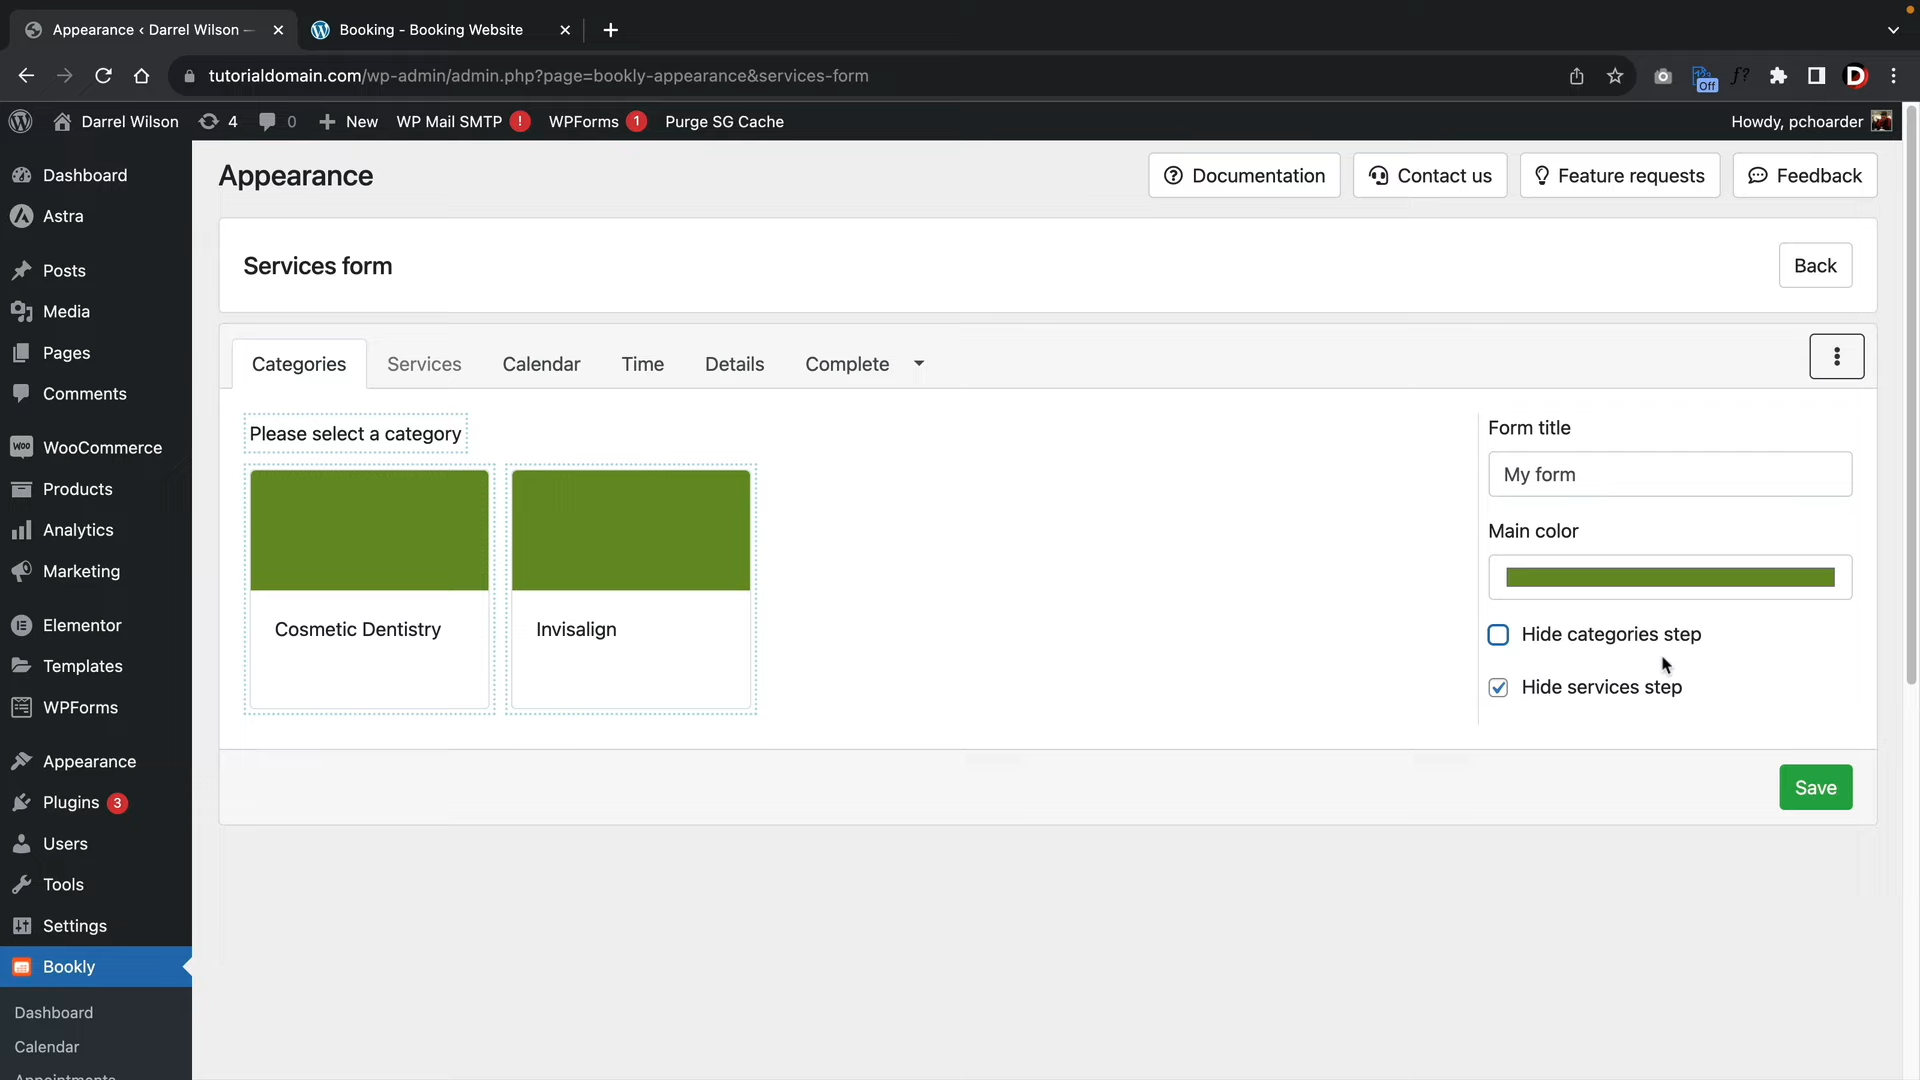 Appearance ‹ Darrel Wilson —
Booking - Booking Website
tutorialdomain.com/wp-admin/admin.php?page=bookly-appearance&services-form
Off
f?
D
Darrel Wilson
4
0
New
WP Mail SMTP !
WPForms 1
Purge SG Cache
Howdy, pchoarder
Dashboard
Astra
Posts
Media
Pages
Comments
WooCommerce
Products
Analytics
Marketing
Elementor
Templates
WPForms
Appearance
Plugins 3
Users
Tools
Settings
Bookly
Dashboard
Calendar
Appointments
Appearance
Documentation
Contact us
Feature requests
Feedback
Services form
Back
Categories
Services
Calendar
Time
Details
Complete
Please select a category
Cosmetic Dentistry
Invisalign
Form title
My form
Main color
Hide categories step
Hide services step
Save